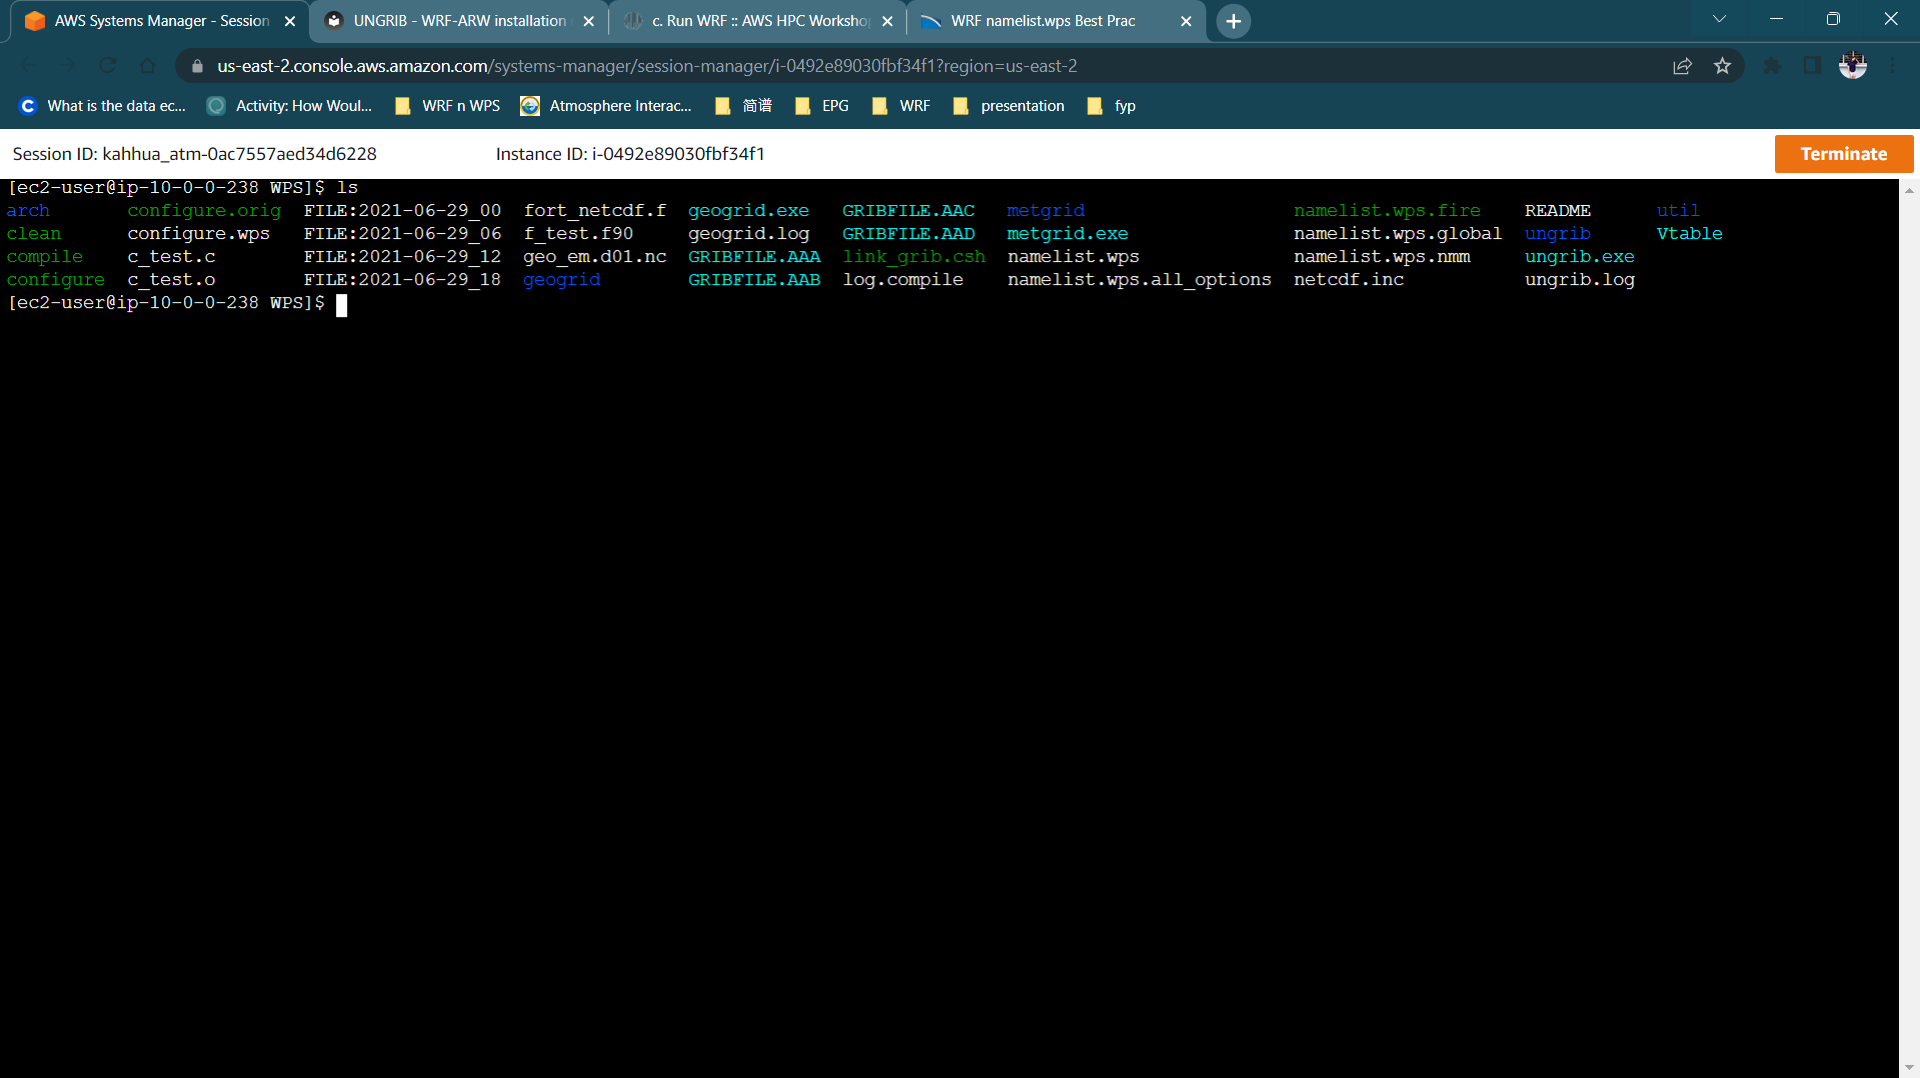 AWS Systems Manager - Session
UNGRIB - WRF-ARW installation
c. Run WRF :: AWS HPC Workshop
WRF namelist.wps Best Prac
us-east-2.console.aws.amazon.com/systems-manager/session-manager/i-0492e89030fbf34f1?region=us-east-2
What is the data ec... Activity: How Woul... WRF n WPS Atmosphere Interac... 简谱 EPG WRF presentation fyp
Session ID: kahhua_atm-0ac7557aed34d6228 Instance ID: i-0492e89030fbf34f1 Terminate
[ec2-user@ip-10-0-0-238 WPS]$ ls
arch configure.orig FILE:2021-06-29_00 fort_netcdf.f geogrid.exe GRIBFILE.AAC metgrid namelist.wps.fire README util
clean configure.wps FILE:2021-06-29_06 f_test.f90 geogrid.log GRIBFILE.AAD metgrid.exe namelist.wps.global ungrib Vtable
compile c_test.c FILE:2021-06-29_12 geo_em.d01.nc GRIBFILE.AAA link_grib.csh namelist.wps namelist.wps.nmm ungrib.exe
configure c_test.o FILE:2021-06-29_18 geogrid GRIBFILE.AAB log.compile namelist.wps.all_options netcdf.inc ungrib.log
[ec2-user@ip-10-0-0-238 WPS]$